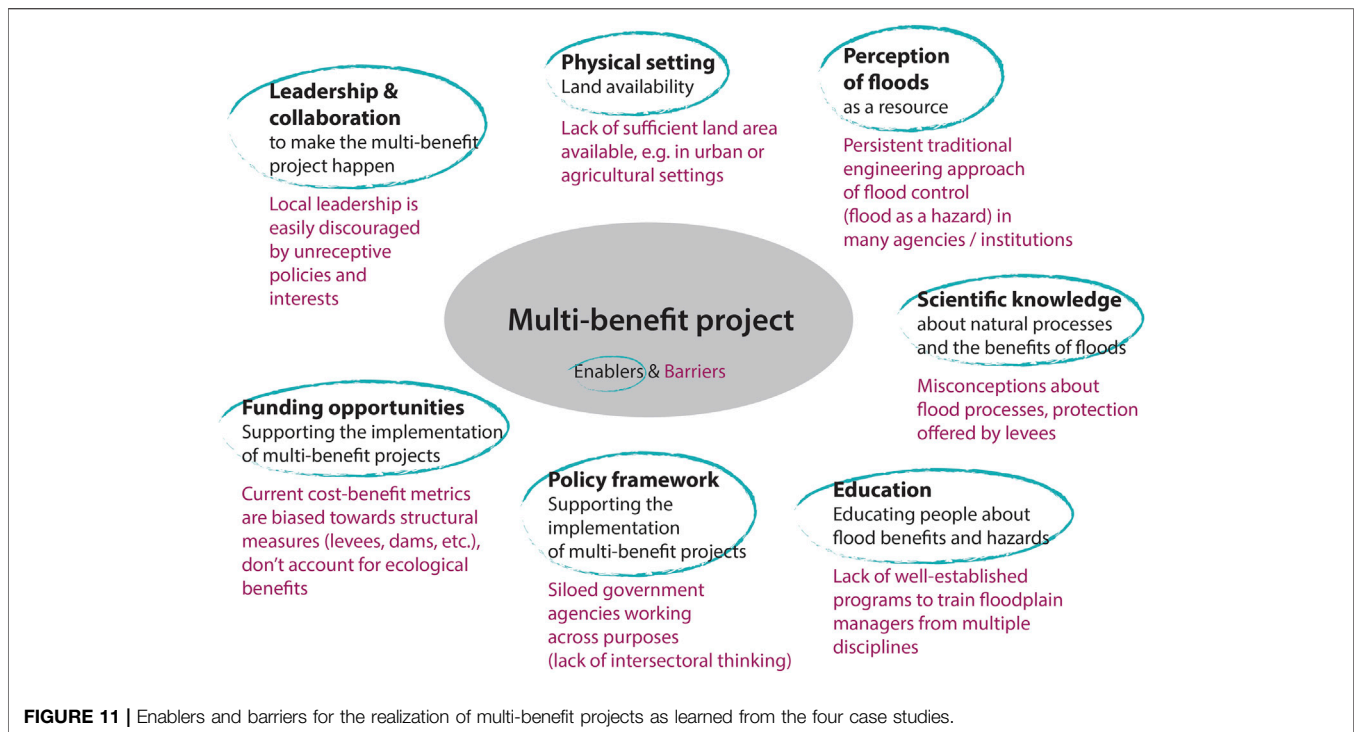 Leadership &
collaboration
to make the multi-benefit
project happen
Local leadership is
easily discouraged
by unreceptive
policies and
interests
Physical setting
Land availability
Lack of sufficient land area
available, e.g. in urban or
agricultural settings
Perception
of floods
as a resource
Persistent traditional
engineering approach
of flood control
(flood as a hazard) in
many agencies / institutions
Multi-benefit project
Enablers & Barriers
Scientific knowledge
about natural processes
and the benefits of floods
Misconceptions about
flood processes, protection
offered by levees
Funding opportunities
Supporting the implementation
of multi-benefit projects
Current cost-benefit metrics
are biased towards structural
measures (levees, dams, etc.),
don't account for ecological
benefits
Policy framework
Supporting the
implementation
of multi-benefit projects
Siloed government
agencies working
across purposes
(lack of intersectoral thinking)
Education
Educating people about
flood benefits and hazards
Lack of well-established
programs to train floodplain
managers from multiple
disciplines
FIGURE 11 | Enablers and barriers for the realization of multi-benefit projects as learned from the four case studies.